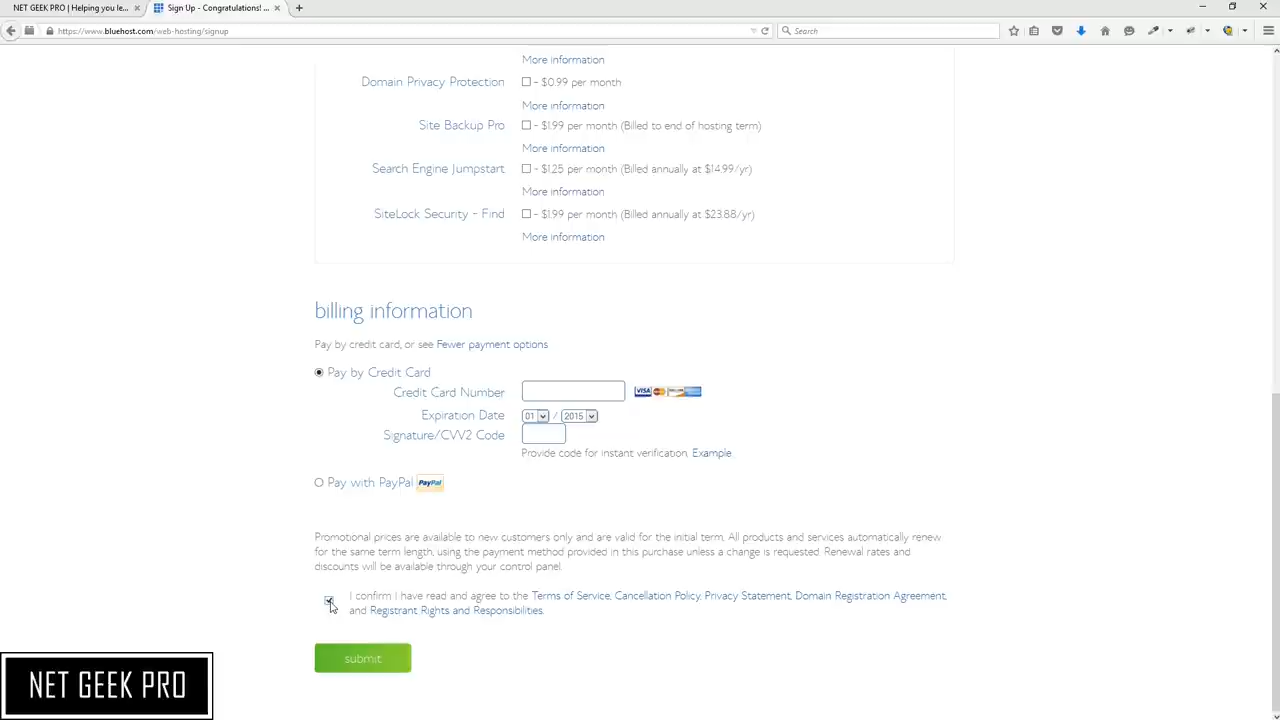 NET GEEK PRO | Helping you le...
Sign Up - Congratulations! ...
https://www.bluehost.com/web-hosting/signup
Search
More information
Domain Privacy Protection - $0.99 per month
More information
Site Backup Pro - $1.99 per month (Billed to end of hosting term)
More information
Search Engine Jumpstart - $1.25 per month (Billed annually at $14.99/yr)
More information
SiteLock Security - Find - $1.99 per month (Billed annually at $23.88/yr)
More information
billing information
Pay by credit card, or see Fewer payment options
Pay by Credit Card
Credit Card Number VISA
Expiration Date 01 / 2015
Signature/CVV2 Code
Provide code for instant verification. Example
Pay with PayPal PayPal
Promotional prices are available to new customers only and are valid for the initial term. All products and services automatically renew
for the same term length, using the payment method provided in this purchase unless a change is requested. Renewal rates and
discounts will be available through your control panel.
I confirm I have read and agree to the Terms of Service, Cancellation Policy, Privacy Statement, Domain Registration Agreement,
and Registrant Rights and Responsibilities.
submit
NET GEEK PRO